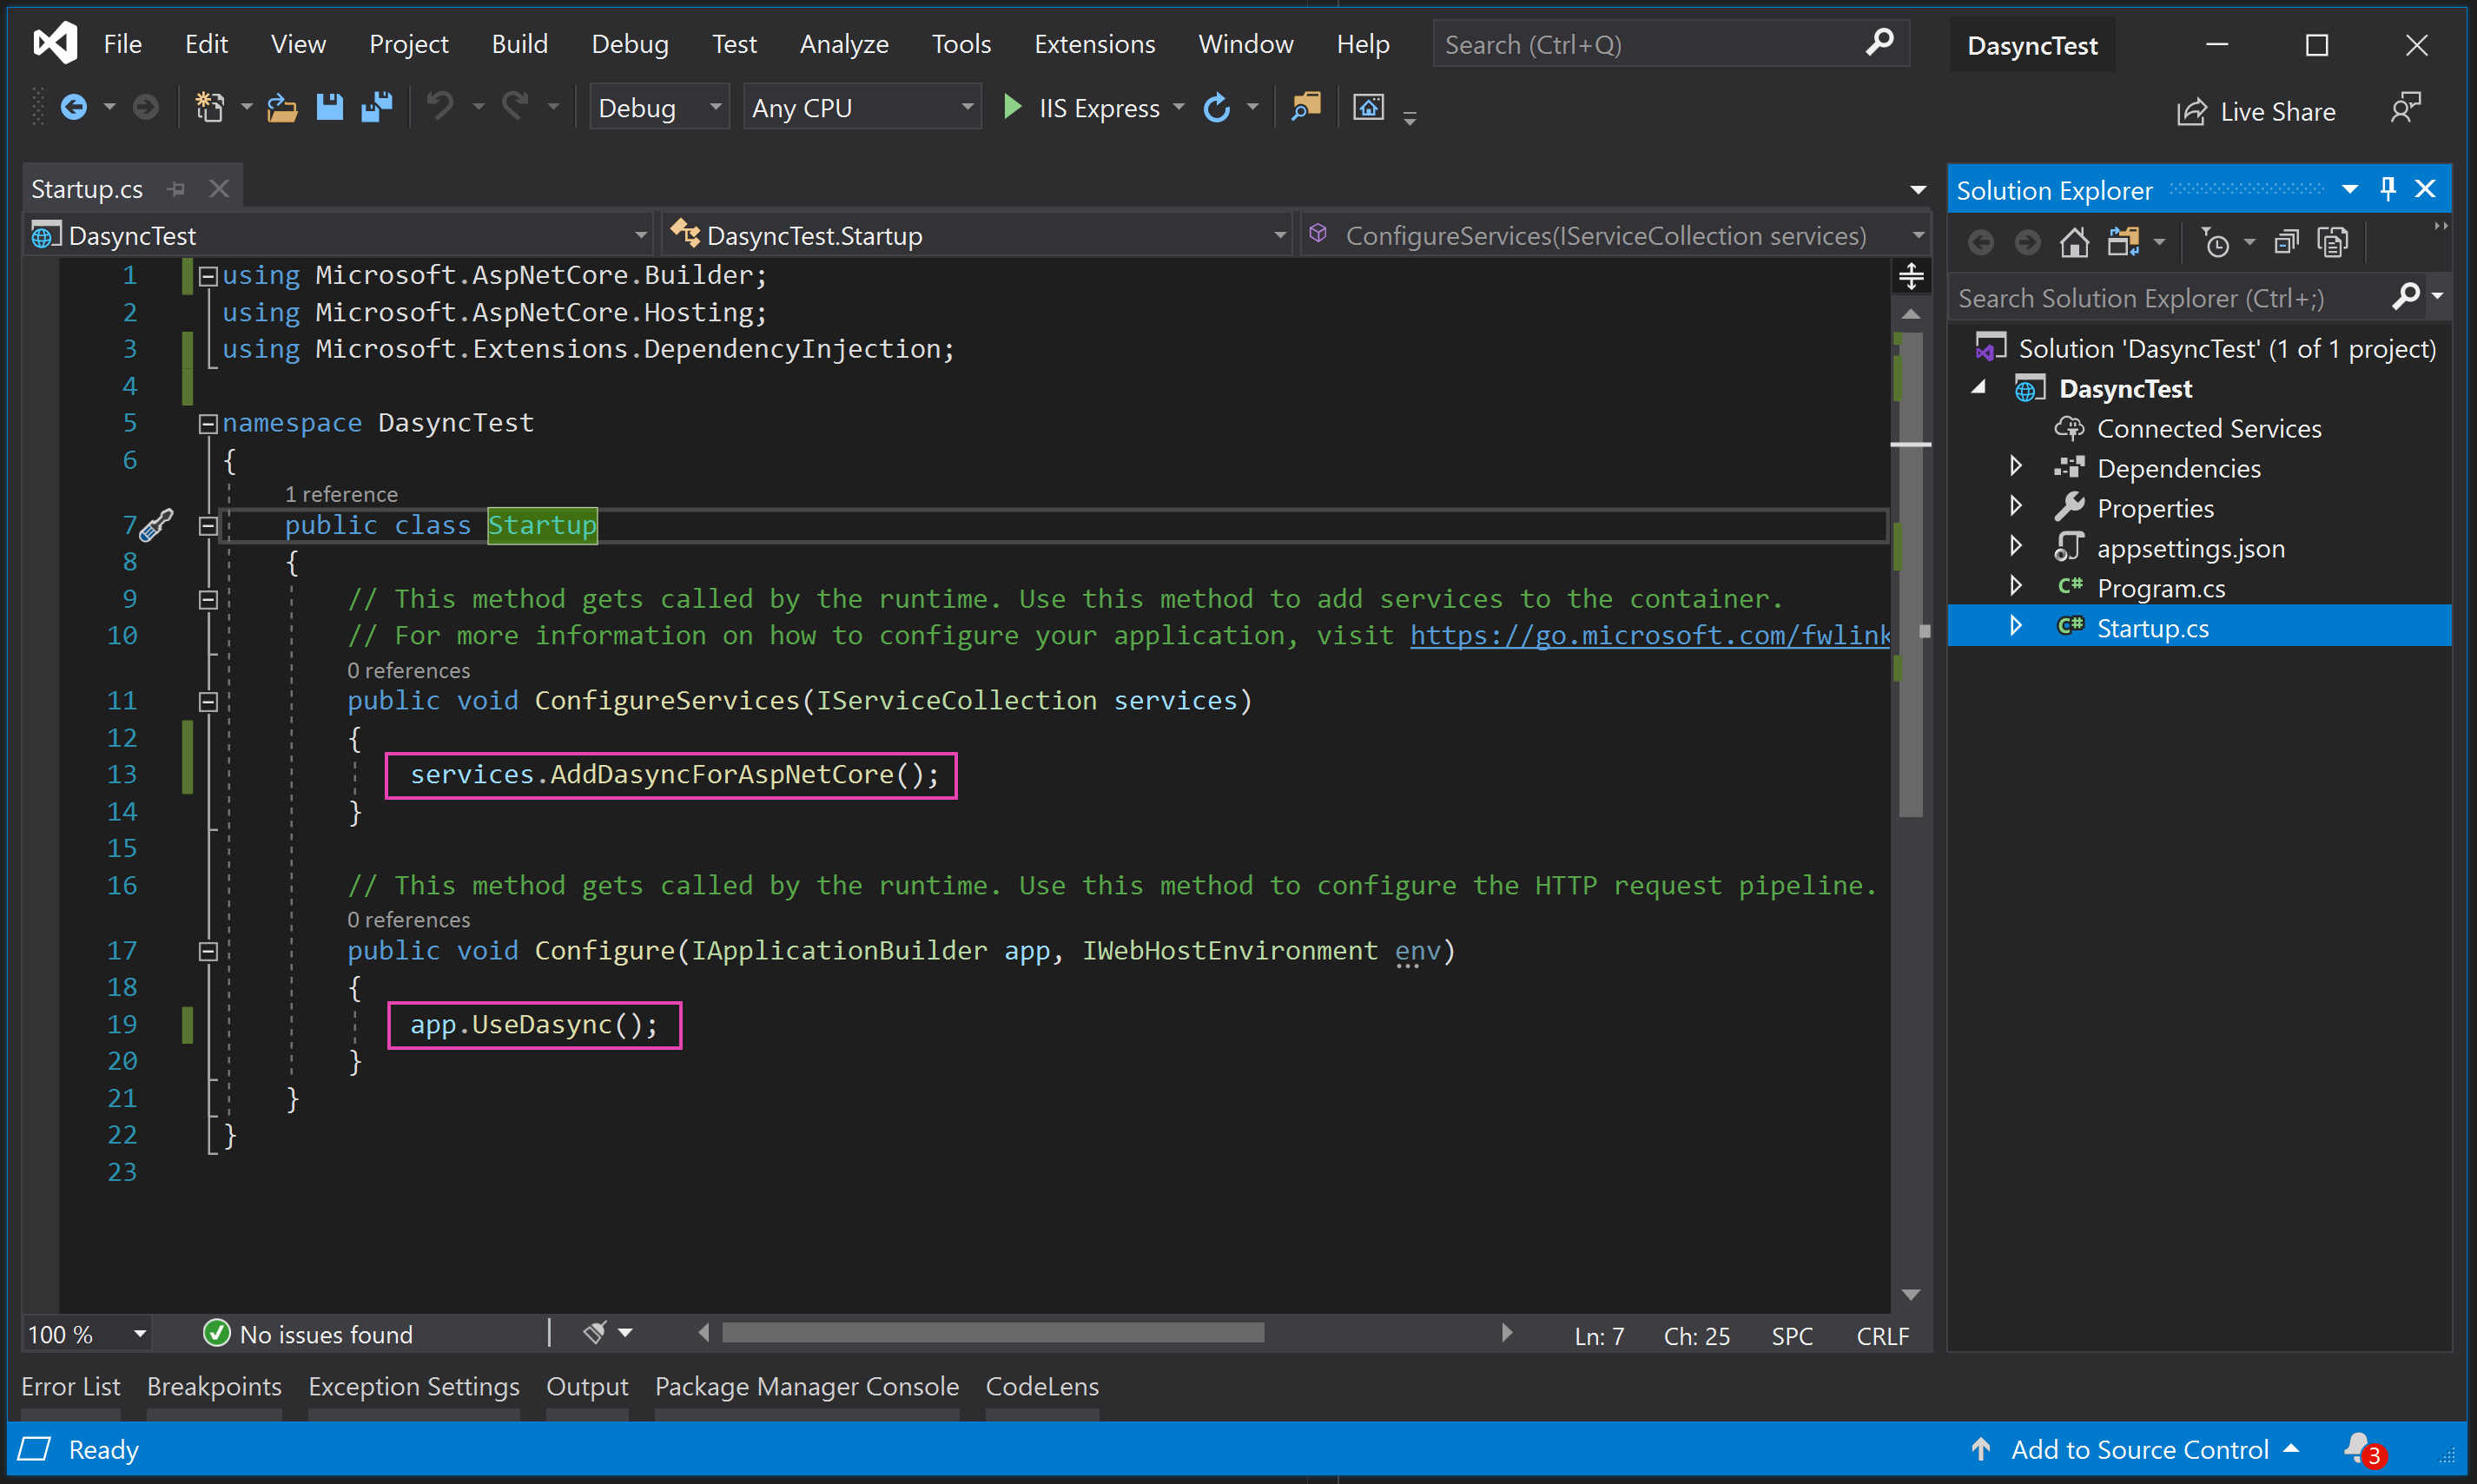 File Edit View Project Build Debug Test Analyze Tools Extensions Window Help Search (Ctrl+Q) DasyncTest
Debug Any CPU IIS Express Live Share
Startup.cs
DasyncTest DasyncTest.Startup ConfigureServices(IServiceCollection services)
1 using Microsoft.AspNetCore.Builder;
2 using Microsoft.AspNetCore.Hosting;
3 using Microsoft.Extensions.DependencyInjection;
4
5 namespace DasyncTest
6 {
1 reference
7 public class Startup
8 {
9 // This method gets called by the runtime. Use this method to add services to the container.
10 // For more information on how to configure your application, visit https://go.microsoft.com/fwlink
0 references
11 public void ConfigureServices(IServiceCollection services)
12 {
13 services.AddDasyncForAspNetCore();
14 }
15
16 // This method gets called by the runtime. Use this method to configure the HTTP request pipeline.
0 references
17 public void Configure(IApplicationBuilder app, IWebHostEnvironment env)
18 {
19 app.UseDasync();
20 }
21 }
22 }
23
100 % No issues found Ln: 7 Ch: 25 SPC CRLF
Solution Explorer
Search Solution Explorer (Ctrl+;)
Solution 'DasyncTest' (1 of 1 project)
DasyncTest
Connected Services
Dependencies
Properties
appsettings.json
C# Program.cs
C# Startup.cs
Error List Breakpoints Exception Settings Output Package Manager Console CodeLens
Ready Add to Source Control 3